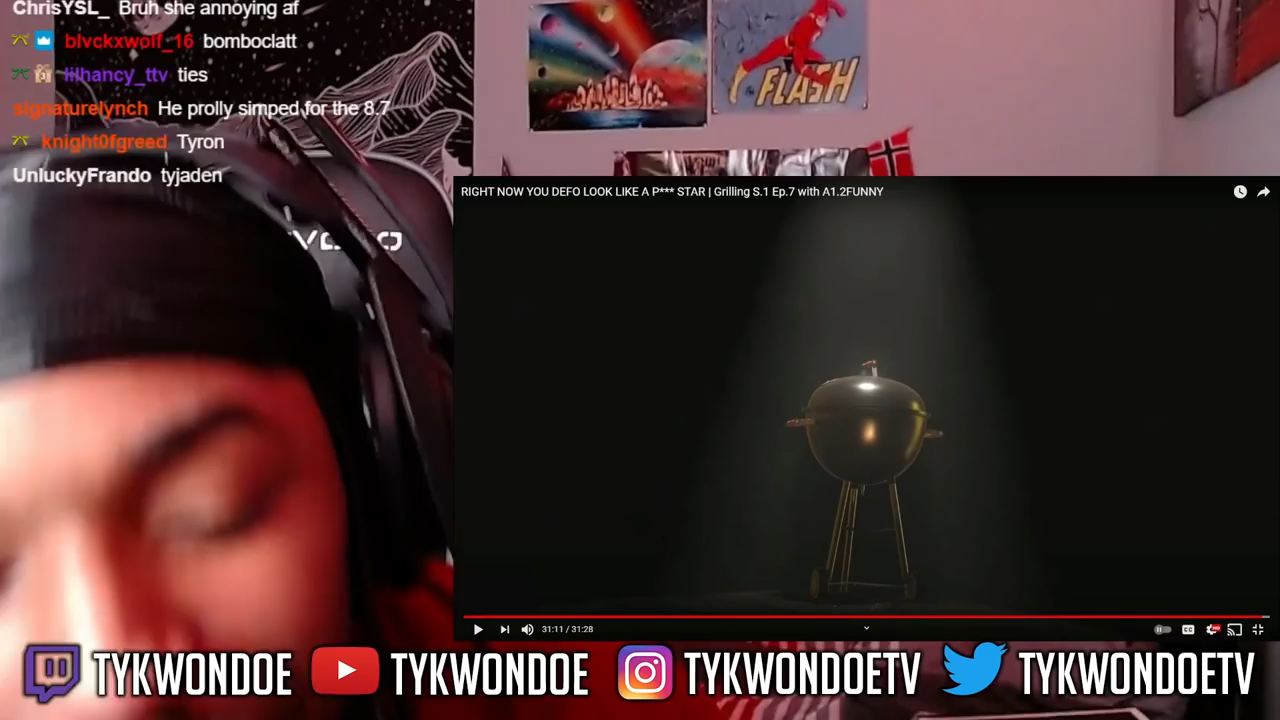 ChrisYSL_ Bruh she annoying af
blvckxwolf_16 bomboclatt
lilhancy_ttv ties
signaturelynch He prolly simped for the 8.7
knight0fgreed Tyron
UnluckyFrando tyjaden
FLASH
RIGHT NOW YOU DEFO LOOK LIKE A P*** STAR | Grilling S.1 Ep.7 with A1.2FUNNY
31:11 / 31:28
TYKWONDOE TYKWONDOE TYKWONDOETV TYKWONDOETV